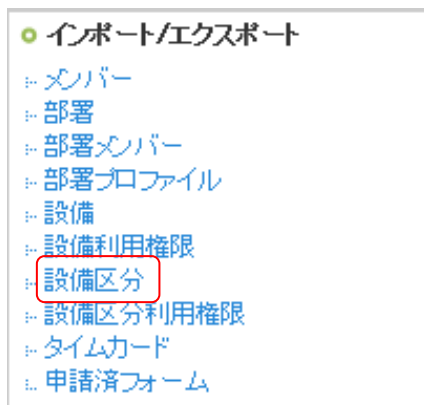 インポート/エクスポート
メンバー
部署
部署メンバー
部署プロファイル
設備
設備利用権限
設備区分
設備区分利用権限
タイムカード
申請済フォーム